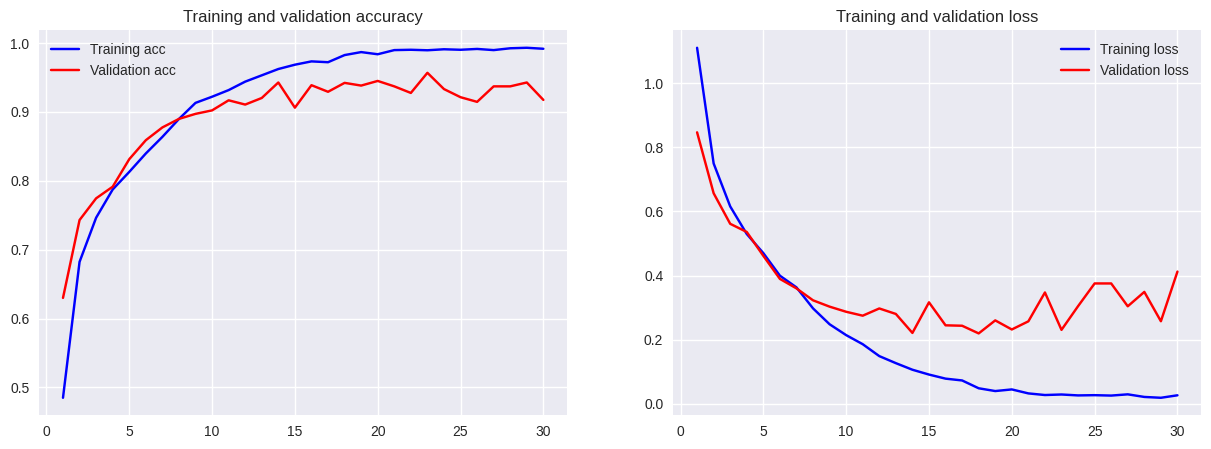 Training and validation accuracy
1.0
Training acc
Validation acc
0.9
0.8
0.7
0.6
0.5
0 5 10 15 20 25 30
Training and validation loss
Training loss
Validation loss
1.0
0.8
0.6
0.4
0.2
0.0
0 5 10 15 20 25 30